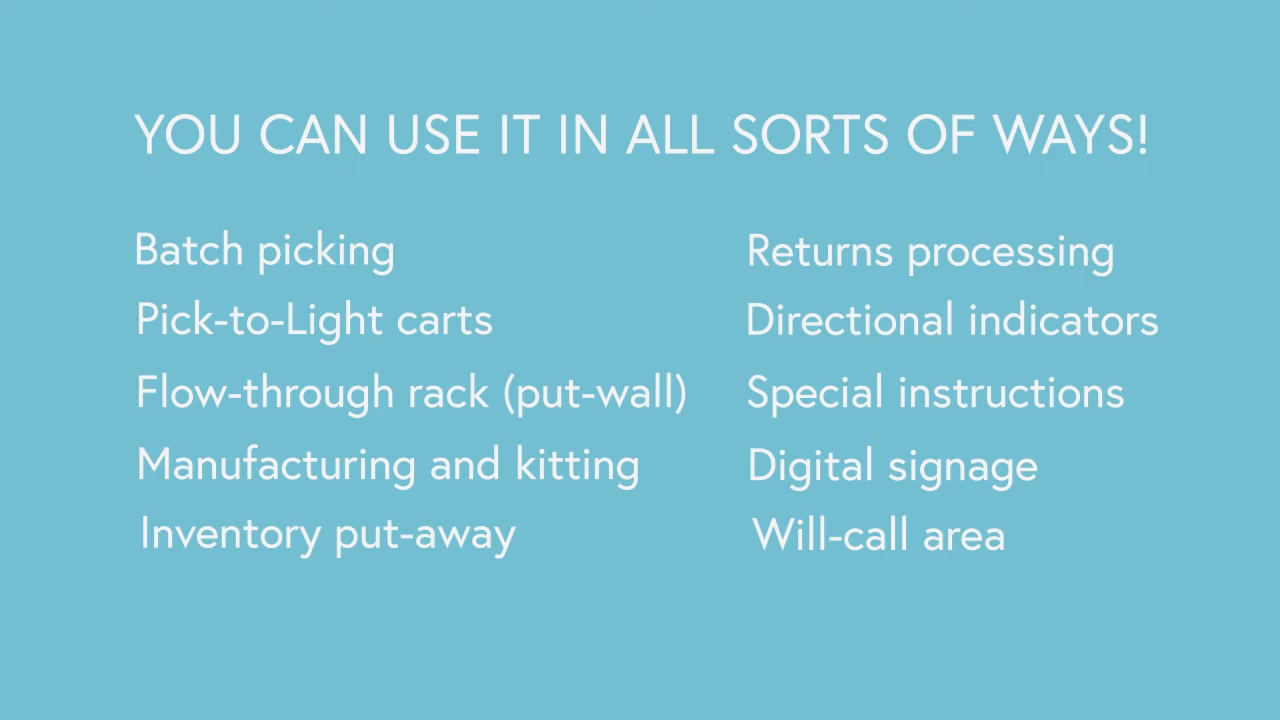 YOU CAN USE IT IN ALL SORTS OF WAYS!
Batch picking
Pick-to-Light carts
Flow-through rack (put-wall)
Manufacturing and kitting
Inventory put-away
Returns processing
Directional indicators
Special instructions
Digital signage
Will-call area